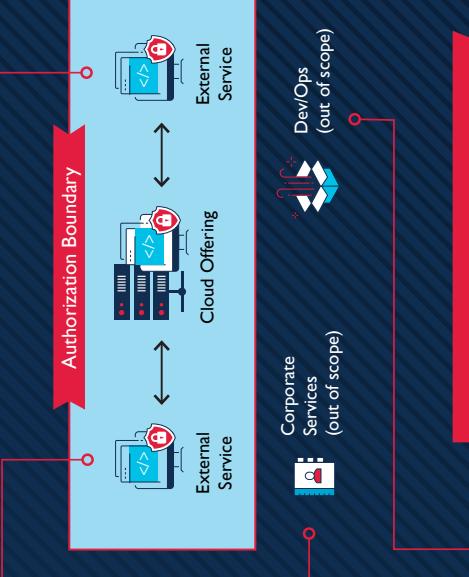 Authorization Boundary
External
Service
Cloud Offering
External
Service
Corporate
Services
(out of scope)
Dev/Ops
(out of scope)